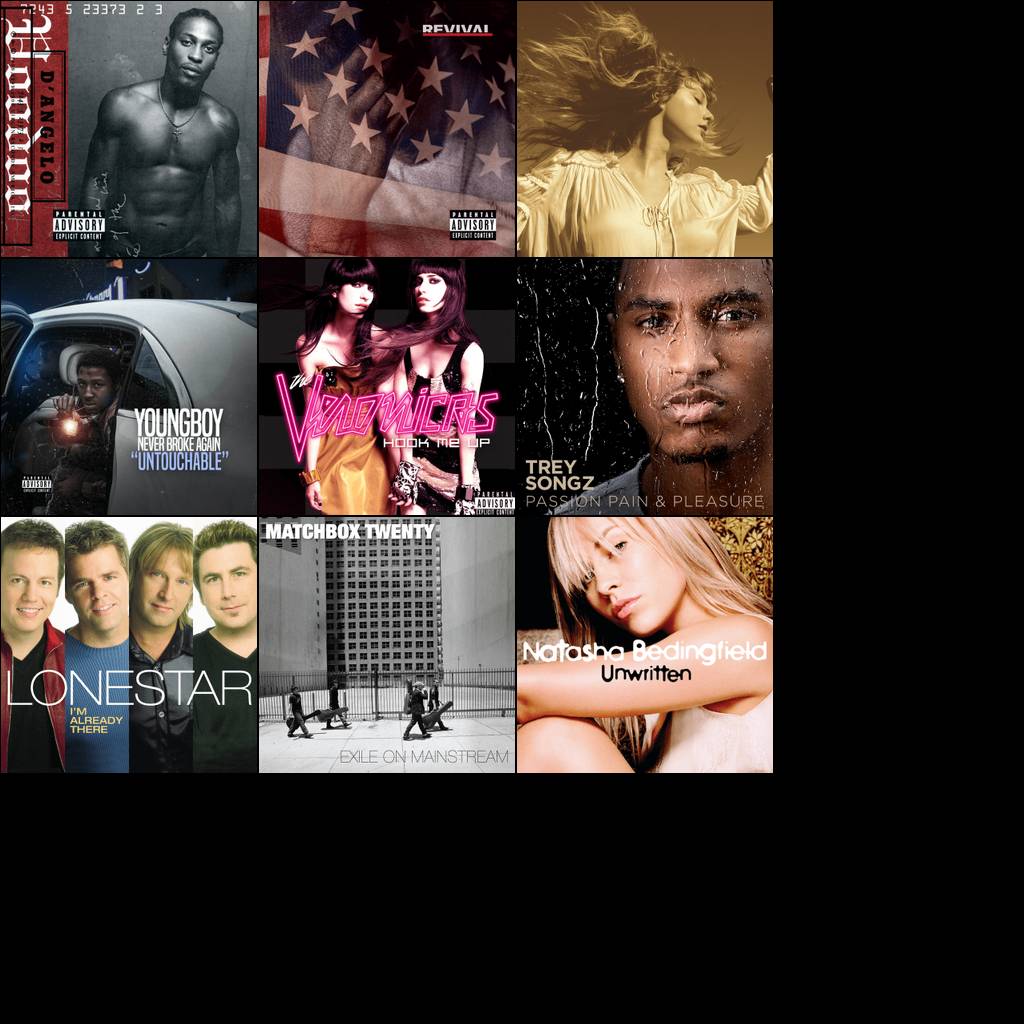 7243 5 23373 2 3
Voodoo
D'ANGELO
PARENTAL
ADVISORY
EXPLICIT CONTENT
REVIVAL
PARENTAL
ADVISORY
EXPLICIT CONTENT
YOUNGBOY
NEVER BROKE AGAIN
"UNTOUCHABLE"
PARENTAL
ADVISORY
EXPLICIT CONTENT
the
Veronicas
HOOK ME UP
PARENTAL
ADVISORY
EXPLICIT CONTENT
TREY
SONGZ
PASSION PAIN & PLEASURE
LONESTAR
I'M
ALREADY
THERE
MATCHBOX TWENTY
EXILE ON MAINSTREAM
Natasha Bedingfield
Unwritten